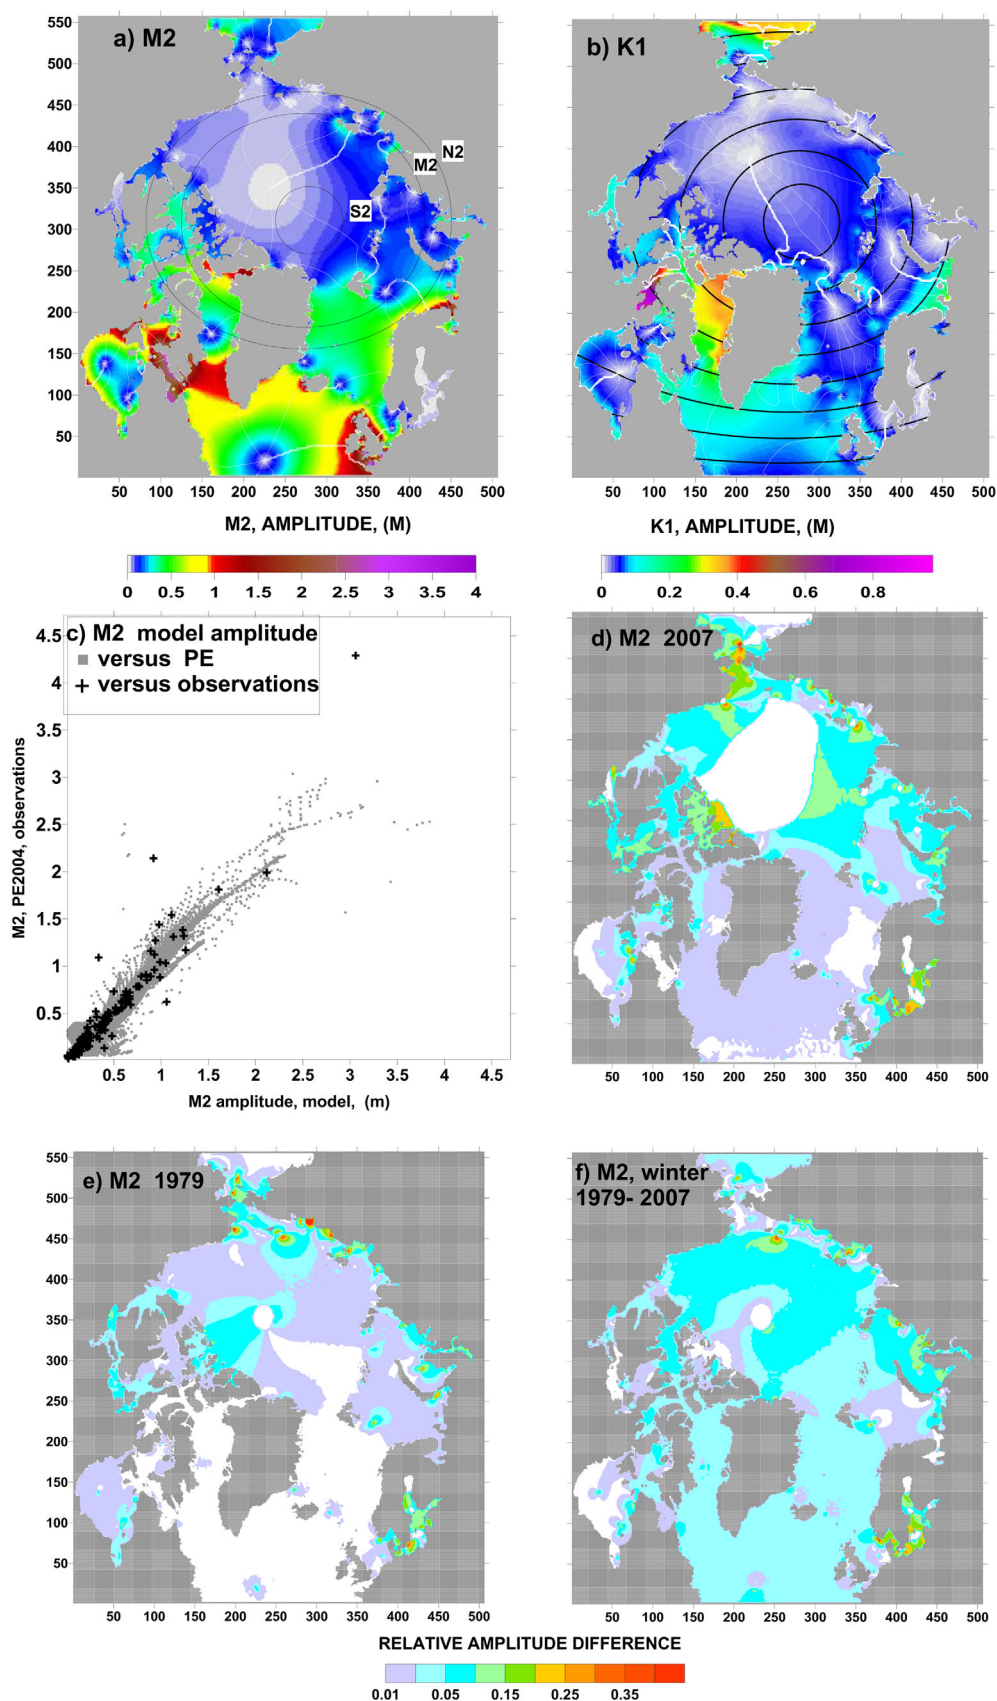 a) M2
N2
M2
S2
550
500
450
400
350
300
250
200
150
100
50
50 100 150 200 250 300 350 400 450 500
M2, AMPLITUDE, (M)
0 0.5 1 1.5 2 2.5 3 3.5 4
b) K1
50 100 150 200 250 300 350 400 450 500
K1, AMPLITUDE, (M)
0 0.2 0.4 0.6 0.8
c) M2 model amplitude
versus PE
+ versus observations
M2, PE2004, observations
4.5
4
3.5
3
2.5
2
1.5
1
0.5
0.5 1 1.5 2 2.5 3 3.5 4 4.5
M2 amplitude, model, (m)
d) M2 2007
50 100 150 200 250 300 350 400 450 500
e) M2 1979
550
500
450
400
350
300
250
200
150
100
50
50 100 150 200 250 300 350 400 450 500
f) M2, winter
1979- 2007
50 100 150 200 250 300 350 400 450 500
RELATIVE AMPLITUDE DIFFERENCE
0.01 0.05 0.15 0.25 0.35